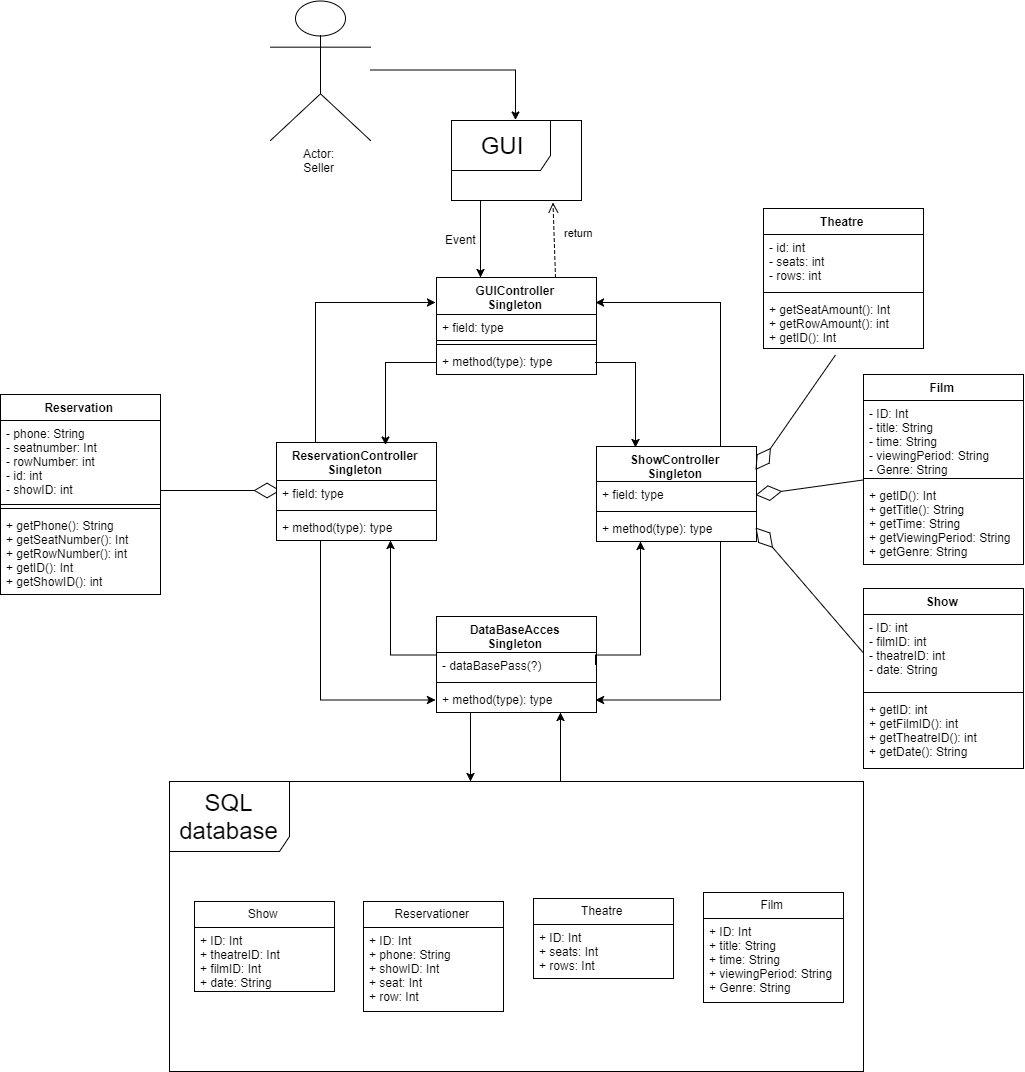 Actor:
Seller
GUI
Event
return
GUIController
Singleton
+ field: type
+ method(type): type
Theatre
- id: int
- seats: int
- rows: int
+ getSeatAmount(): Int
+ getRowAmount(): int
+ getID(): Int
Film
- ID: Int
- title: String
- time: String
- viewingPeriod: String
- Genre: String
+ getID(): Int
+ getTitle(): String
+ getTime: String
+ getViewingPeriod: String
+ getGenre: String
Reservation
- phone: String
- seatnumber: Int
- rowNumber: int
- id: int
- showID: int
+ getPhone(): String
+ getSeatNumber(): Int
+ getRowNumber(): int
+ getID(): Int
+ getShowID(): int
ReservationController
Singleton
+ field: type
+ method(type): type
ShowController
Singleton
+ field: type
+ method(type): type
Show
- ID: int
- filmID: int
- theatreID: int
- date: String
+ getID: int
+ getFilmID(): int
+ getTheatreID(): int
+ getDate(): String
DataBaseAcces
Singleton
- dataBasePass(?)
+ method(type): type
SQL
database
Show
+ ID: Int
+ theatreID: Int
+ filmID: Int
+ date: String
Reservationer
+ ID: Int
+ phone: String
+ showID: Int
+ seat: Int
+ row: Int
Theatre
+ ID: Int
+ seats: Int
+ rows: Int
Film
+ ID: Int
+ title: String
+ time: String
+ viewingPeriod: String
+ Genre: String